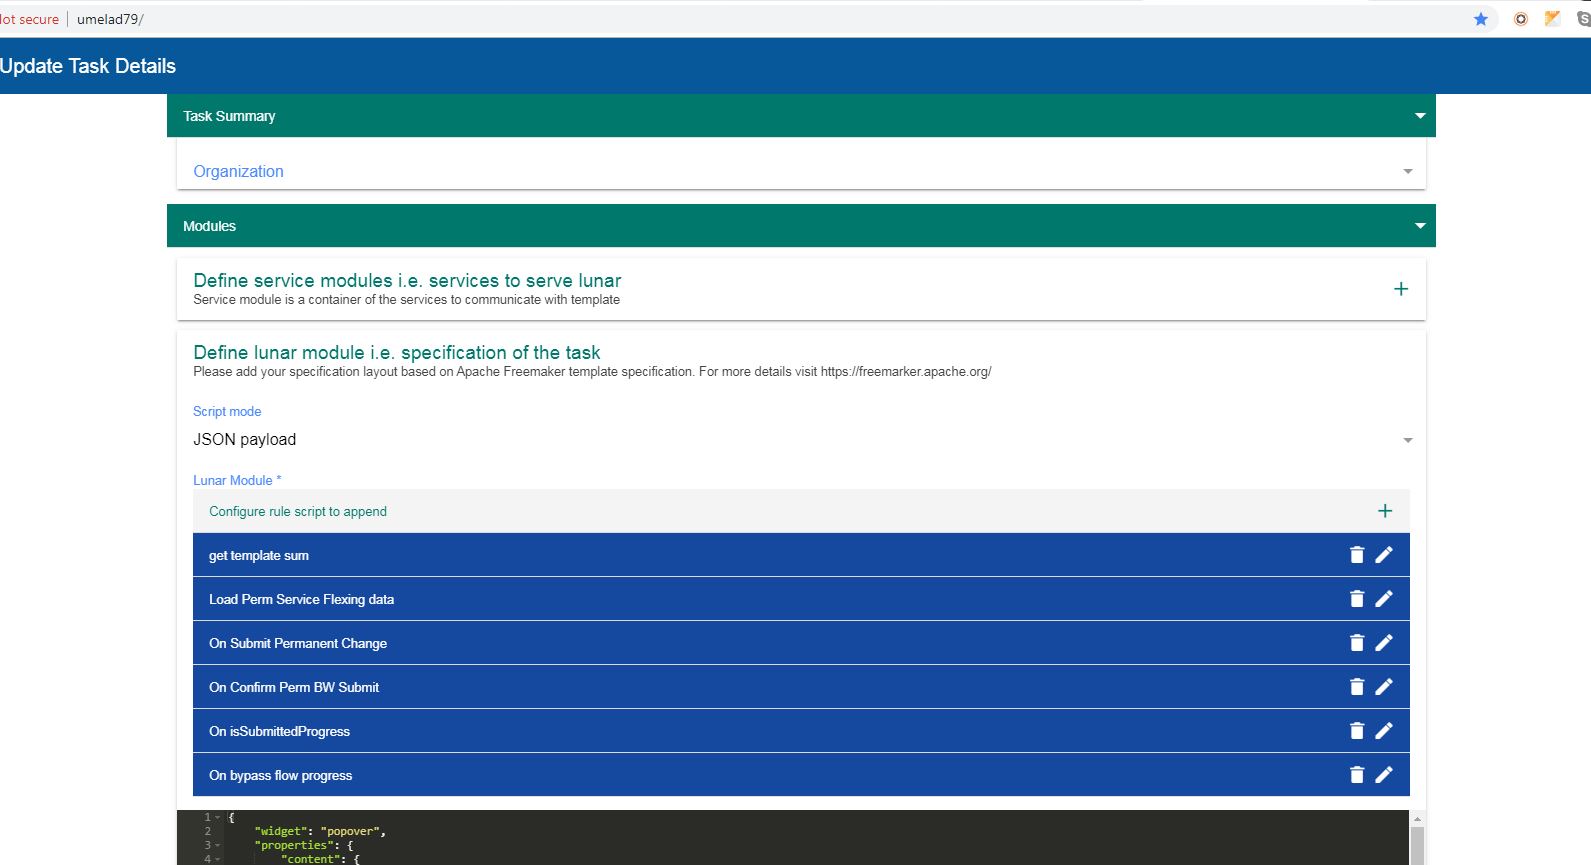 Not secure | umelad79/
Update Task Details
Task Summary
Organization
Modules
Define service modules i.e. services to serve lunar
Service module is a container of the services to communicate with template
Define lunar module i.e. specification of the task
Please add your specification layout based on Apache Freemaker template specification. For more details visit https://freemarker.apache.org/
Script mode
JSON payload
Lunar Module *
Configure rule script to append
get template sum
Load Perm Service Flexing data
On Submit Permanent Change
On Confirm Perm BW Submit
On isSubmittedProgress
On bypass flow progress
1 {
2 "widget": "popover",
3 "properties": {
4 "content": {